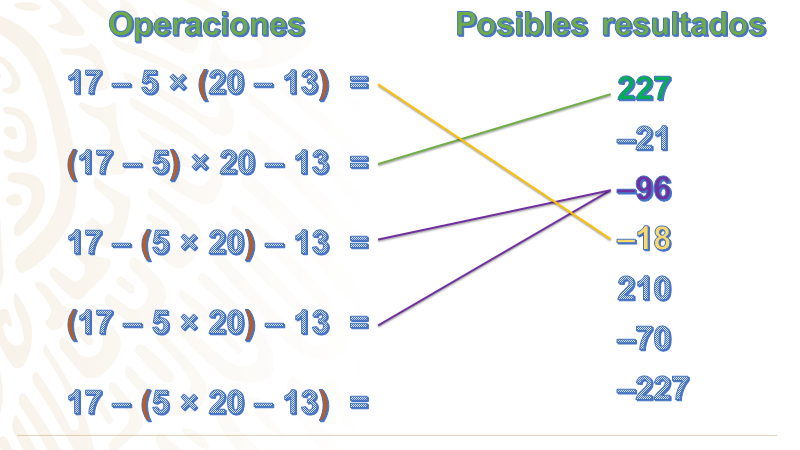 Operaciones Posibles resultados
17 – 5 × (20 – 13) =
(17 – 5) × 20 – 13 =
17 – (5 × 20) – 13 =
(17 – 5 × 20) – 13 =
17 – (5 × 20 – 13) =
227
–21
–96
–18
210
–70
–227